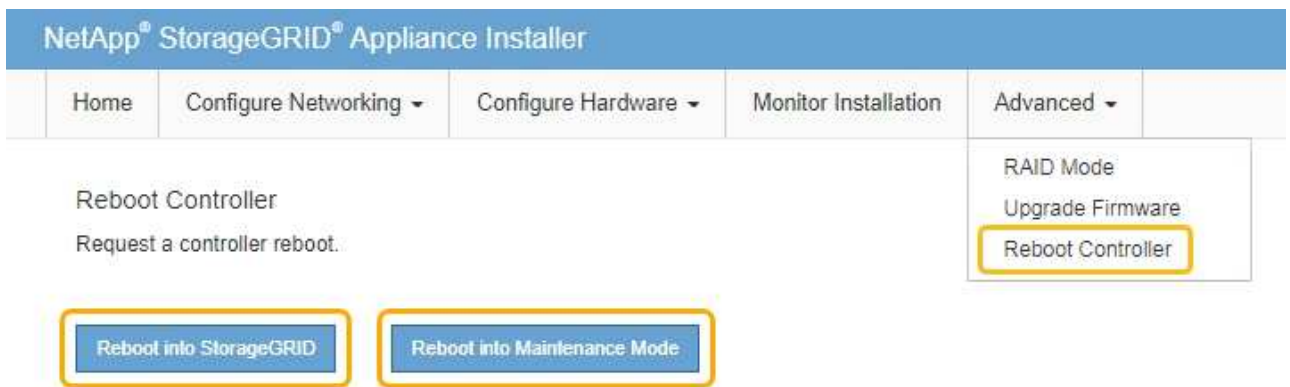 NetApp® StorageGRID® Appliance Installer
Home Configure Networking Configure Hardware Monitor Installation Advanced
RAID Mode
Upgrade Firmware
Reboot Controller
Reboot Controller
Request a controller reboot.
Reboot into StorageGRID Reboot into Maintenance Mode